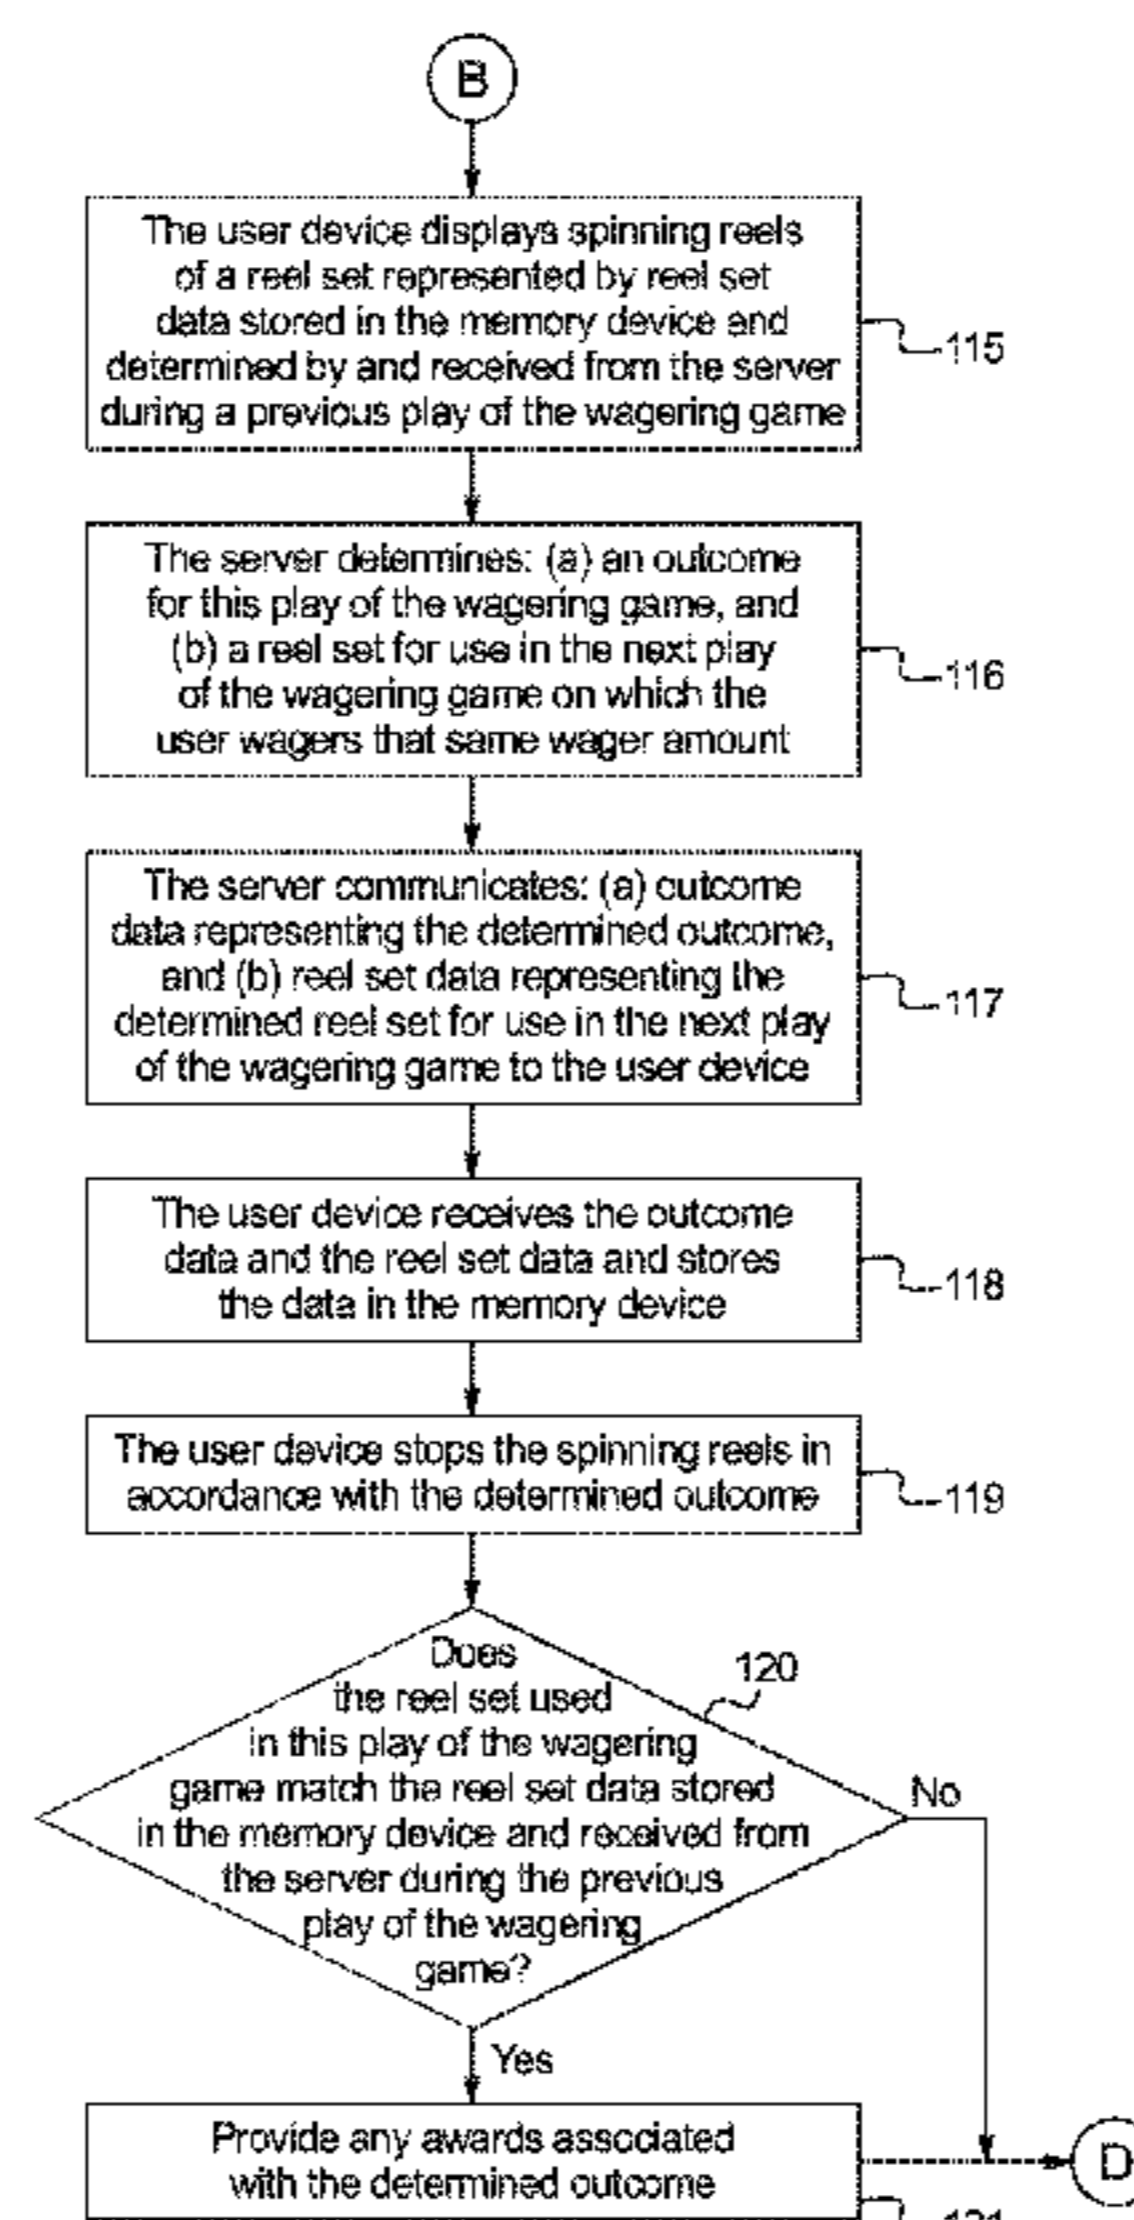 B
The user device displays spinning reels
of a reel set represented by reel set
data stored in the memory device and
determined by and received from the server
during a previous play of the wagering game
115
The server determines: (a) an outcome
for this play of the wagering game, and
(b) a reel set for use in the next play
of the wagering game on which the
user wagers that same wager amount
116
The server communicates: (a) outcome
data representing the determined outcome,
and (b) reel set data representing the
determined reel set for use in the next play
of the wagering game to the user device
117
The user device receives the outcome
data and the reel set data and stores
the data in the memory device
118
The user device stops the spinning reels in
accordance with the determined outcome
119
Does
the reel set used
in this play of the wagering
game match the reel set data stored
in the memory device and received from
the server during the previous
play of the wagering
game?
120
No
Yes
Provide any awards associated
with the determined outcome
D